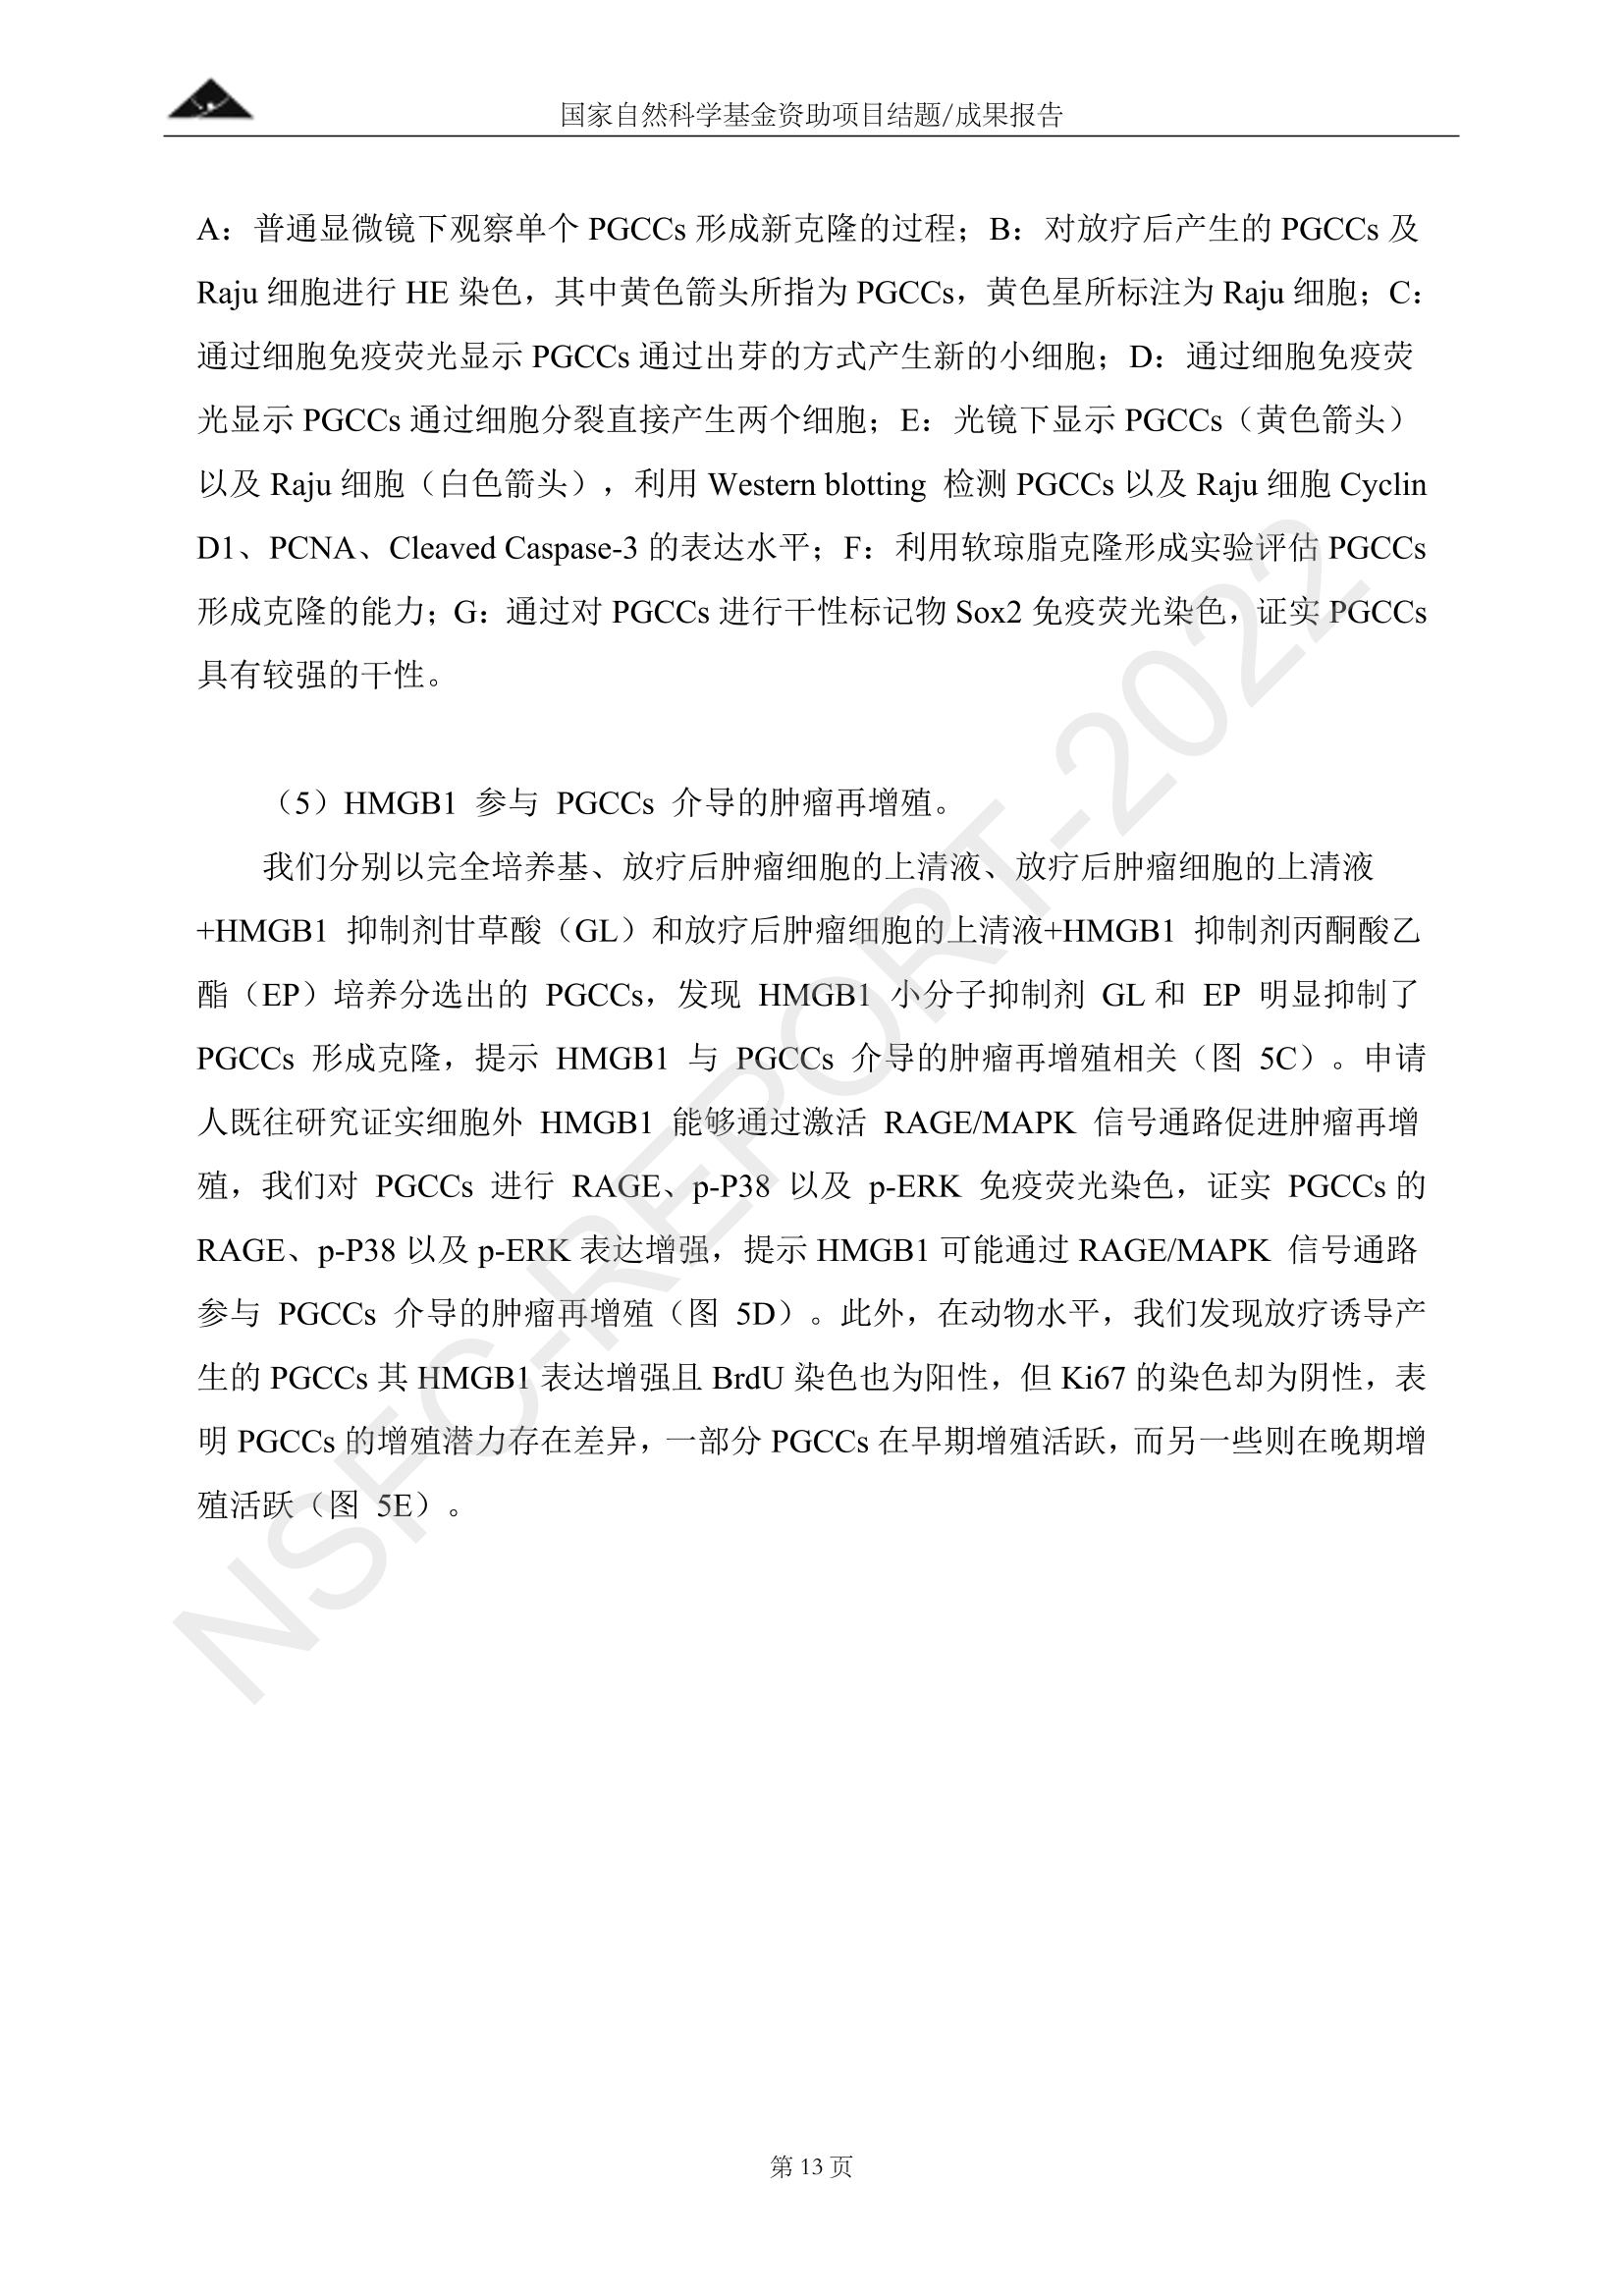 国家自然科学基金资助项目结题/成果报告
A：普通显微镜下观察单个 PGCCs 形成新克隆的过程；B：对放疗后产生的 PGCCs 及
Raju 细胞进行 HE 染色，其中黄色箭头所指为 PGCCs，黄色星所标注为 Raju 细胞；C：
通过细胞免疫荧光显示 PGCCs 通过出芽的方式产生新的小细胞；D：通过细胞免疫荧
光显示 PGCCs 通过细胞分裂直接产生两个细胞；E：光镜下显示 PGCCs（黄色箭头）
以及 Raju 细胞（白色箭头），利用 Western blotting 检测 PGCCs 以及 Raju 细胞 Cyclin
D1、PCNA、Cleaved Caspase-3 的表达水平；F：利用软琼脂克隆形成实验评估 PGCCs
形成克隆的能力；G：通过对 PGCCs 进行干性标记物 Sox2 免疫荧光染色，证实 PGCCs
具有较强的干性。
（5）HMGB1 参与 PGCCs 介导的肿瘤再增殖。
我们分别以完全培养基、放疗后肿瘤细胞的上清液、放疗后肿瘤细胞的上清液
+HMGB1 抑制剂甘草酸（GL）和放疗后肿瘤细胞的上清液+HMGB1 抑制剂丙酮酸乙
酯（EP）培养分选出的 PGCCs，发现 HMGB1 小分子抑制剂 GL 和 EP 明显抑制了
PGCCs 形成克隆，提示 HMGB1 与 PGCCs 介导的肿瘤再增殖相关（图 5C）。申请
人既往研究证实细胞外 HMGB1 能够通过激活 RAGE/MAPK 信号通路促进肿瘤再增
殖，我们对 PGCCs 进行 RAGE、p-P38 以及 p-ERK 免疫荧光染色，证实 PGCCs 的
RAGE、p-P38 以及 p-ERK 表达增强，提示 HMGB1 可能通过 RAGE/MAPK 信号通路
参与 PGCCs 介导的肿瘤再增殖（图 5D）。此外，在动物水平，我们发现放疗诱导产
生的 PGCCs 其 HMGB1 表达增强且 BrdU 染色也为阳性，但 Ki67 的染色却为阴性，表
明 PGCCs 的增殖潜力存在差异，一部分 PGCCs 在早期增殖活跃，而另一些则在晚期增
殖活跃（图 5E）。
NSFC-REPORT-2022
第 13 页